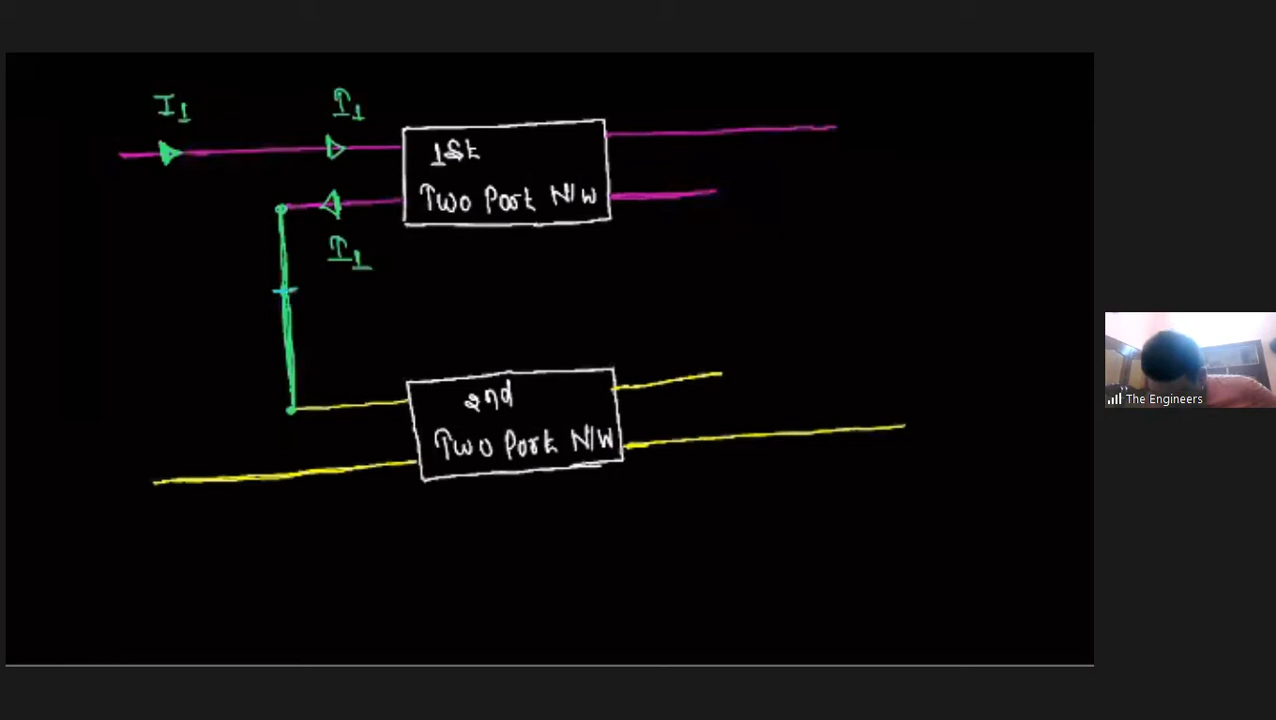 I1
I1
1St
Two Port N/W
I1
2nd
Two Port N/W
The Engineers